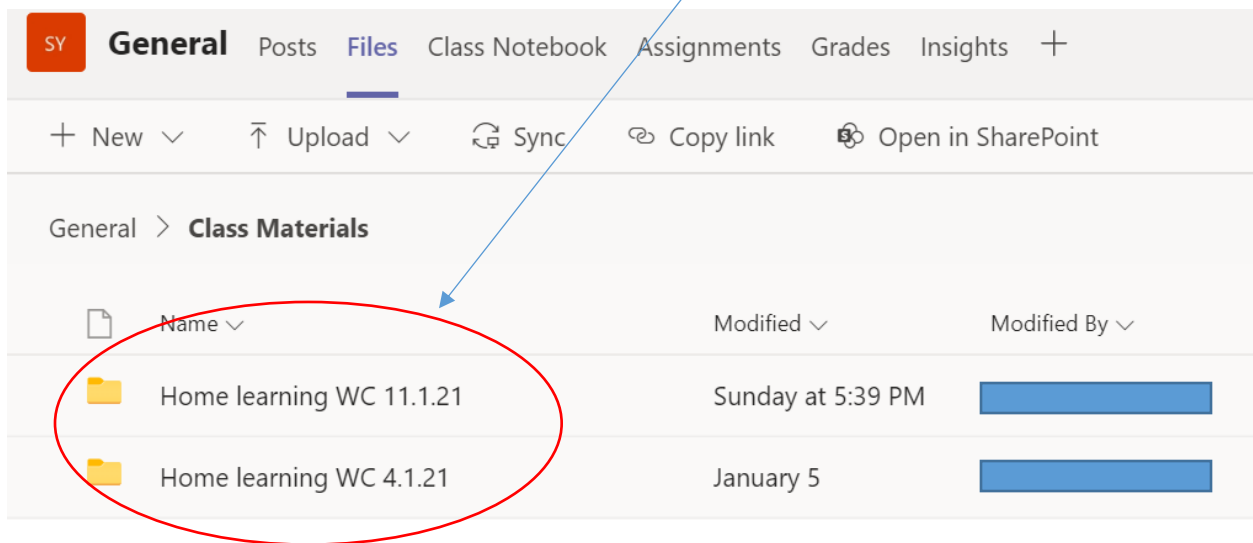 SY General Posts Files Class Notebook Assignments Grades Insights
New Upload Sync Copy link Open in SharePoint
General > Class Materials
Name Modified Modified By
Home learning WC 11.1.21 Sunday at 5:39 PM
Home learning WC 4.1.21 January 5